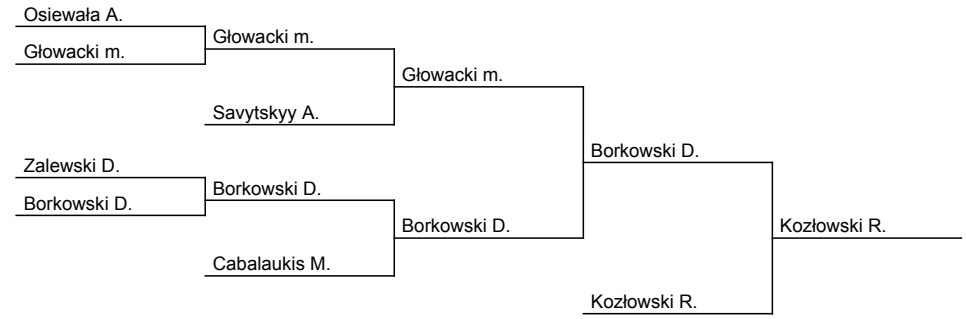 Osiewała A.
Głowacki m.
Głowacki m.
Głowacki m.
Savytskyy A.
Borkowski D.
Zalewski D.
Borkowski D.
Borkowski D.
Borkowski D.
Kozłowski R.
Cabalaukis M.
Kozłowski R.